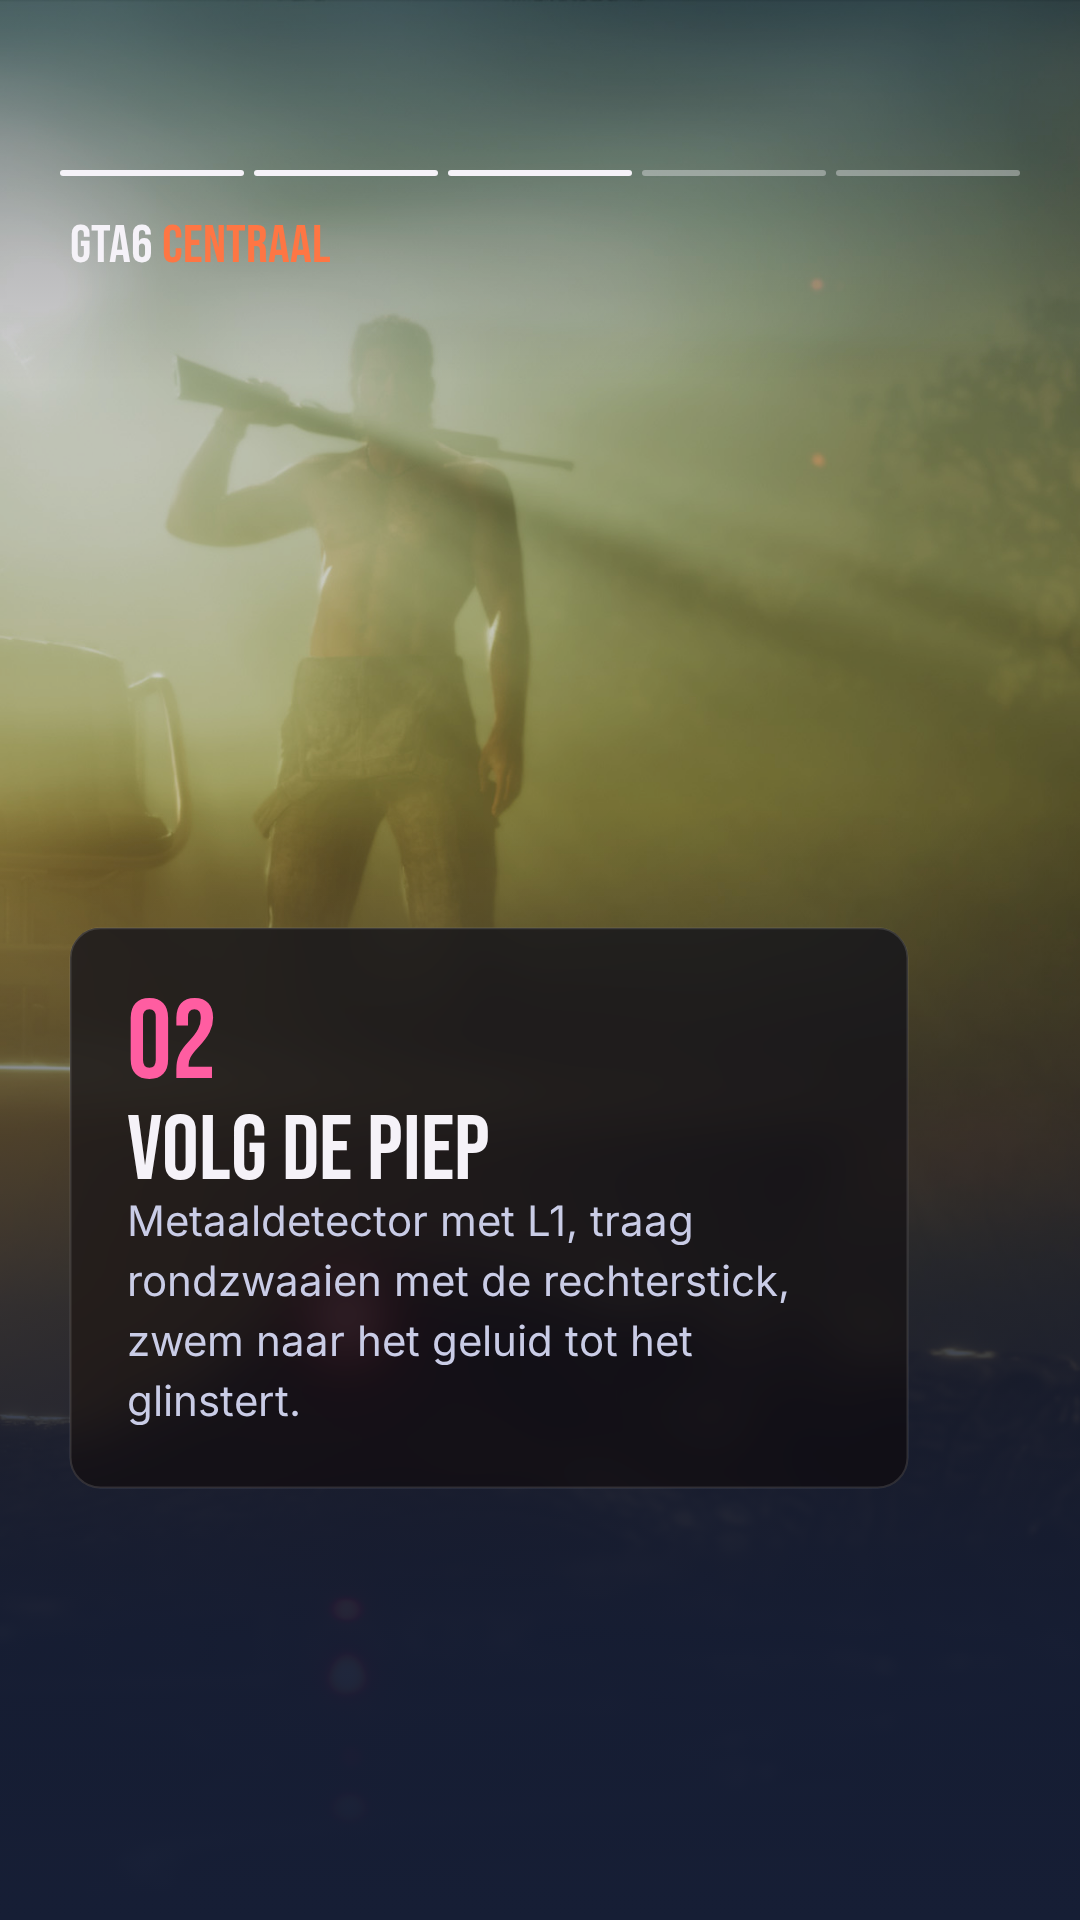 GTA6 CENTRAAL
02
VOLG DE PIEP
Metaaldetector met L1, traag
rondzwaaien met de rechterstick,
zwem naar het geluid tot het
glinstert.